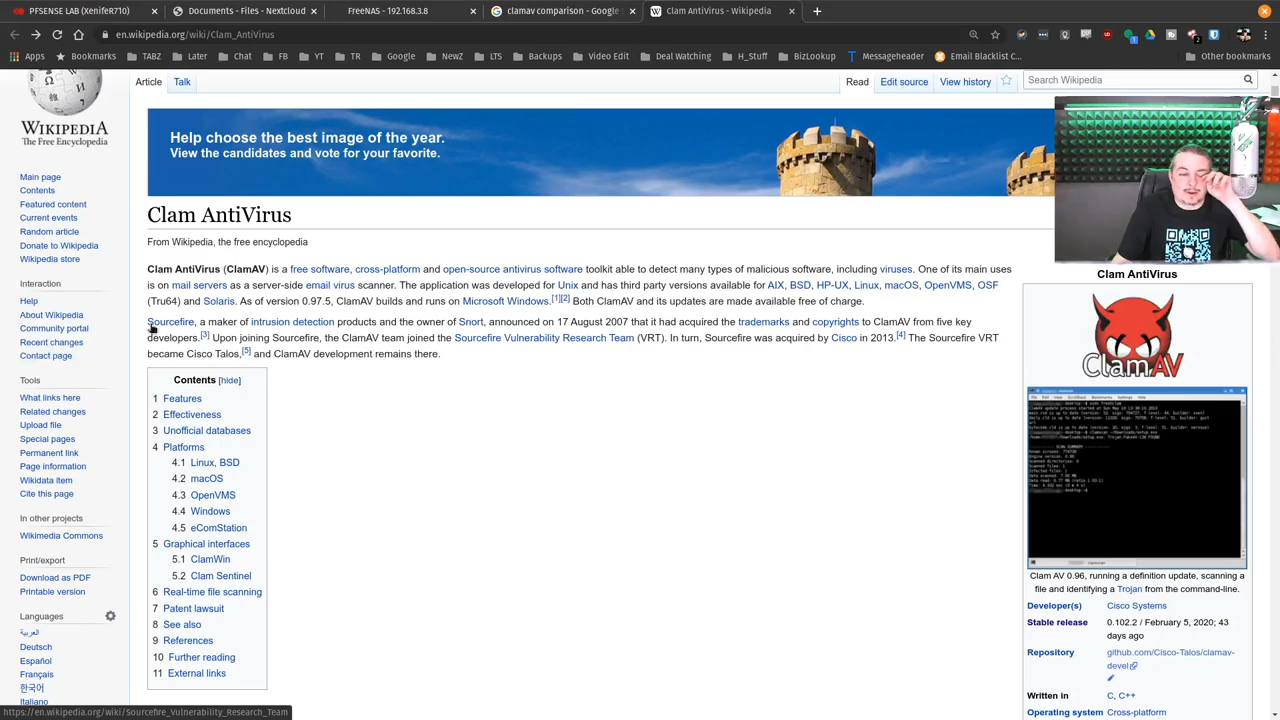 PFSENSE LAB (Xenifer710)
Documents - Files - Nextcloud
FreeNAS - 192.168.3.8
clamav comparison - Google
Clam AntiVirus - Wikipedia
en.wikipedia.org/wiki/Clam_AntiVirus
Apps
Bookmarks
TABZ
Later
Chat
FB
YT
TR
Google
NewZ
LTS
Backups
Video Edit
Deal Watching
H_Stuff
BizLookup
Messageheader
Email Blacklist C...
Other bookmarks
WIKIPEDIA
The Free Encyclopedia
Main page
Contents
Featured content
Current events
Random article
Donate to Wikipedia
Wikipedia store
Interaction
Help
About Wikipedia
Community portal
Recent changes
Contact page
Tools
What links here
Related changes
Upload file
Special pages
Permanent link
Page information
Wikidata item
Cite this page
In other projects
Wikimedia Commons
Print/export
Download as PDF
Printable version
Languages
العربية
Deutsch
Español
Français
한국어
Italiano
Article
Talk
Read
Edit source
View history
Search Wikipedia
Help choose the best image of the year.
View the candidates and vote for your favorite.
Clam AntiVirus
From Wikipedia, the free encyclopedia
Clam AntiVirus (ClamAV) is a free software, cross-platform and open-source antivirus software toolkit able to detect many types of malicious software, including viruses. One of its main uses
is on mail servers as a server-side email virus scanner. The application was developed for Unix and has third party versions available for AIX, BSD, HP-UX, Linux, macOS, OpenVMS, OSF
(Tru64) and Solaris. As of version 0.97.5, ClamAV builds and runs on Microsoft Windows.[1][2] Both ClamAV and its updates are made available free of charge.
Sourcefire, a maker of intrusion detection products and the owner of Snort, announced on 17 August 2007 that it had acquired the trademarks and copyrights to ClamAV from five key
developers.[3] Upon joining Sourcefire, the ClamAV team joined the Sourcefire Vulnerability Research Team (VRT). In turn, Sourcefire was acquired by Cisco in 2013.[4] The Sourcefire VRT
became Cisco Talos,[5] and ClamAV development remains there.
Contents [hide]
1 Features
2 Effectiveness
3 Unofficial databases
4 Platforms
4.1 Linux, BSD
4.2 macOS
4.3 OpenVMS
4.4 Windows
4.5 eComStation
5 Graphical interfaces
5.1 ClamWin
5.2 Clam Sentinel
6 Real-time file scanning
7 Patent lawsuit
8 See also
9 References
10 Further reading
11 External links
Clam AntiVirus
ClamAV
Clam AV 0.96, running a definition update, scanning a
file and identifying a Trojan from the command-line.
Developer(s) Cisco Systems
Stable release 0.102.2 / February 5, 2020; 43
days ago
Repository github.com/Cisco-Talos/clamav-
devel
Written in C, C++
Operating system Cross-platform
https://en.wikipedia.org/wiki/Sourcefire_Vulnerability_Research_Team